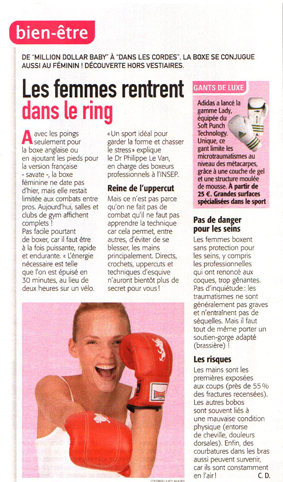 bien-être
DE "MILLION DOLLAR BABY" À "DANS LES CORDES", LA BOXE SE CONJUGUE
AUSSI AU FÉMININ ! DÉCOUVERTE HORS VESTIAIRES.
Les femmes rentrent
dans le ring
Avec les poings
seulement pour
la boxe anglaise ou
en ajoutant les pieds pour
la version française
- savate -, la boxe
féminine ne date pas
d'hier, mais elle restait
limitée aux combats entre
pros. Aujourd'hui, salles et
clubs de gym affichent
complets !
Pas facile pourtant
de boxer, car il faut être
à la fois puissante, rapide
et endurante. « L'énergie
nécessaire est telle
que l'on est épuisé en
30 minutes, au lieu de
deux heures sur un vélo.
« Un sport idéal pour
garder la forme et chasser
le stress » explique
le Dr Philippe Le Van,
en charge des boxeurs
professionnels à l'INSEP.
Reine de l'uppercut
Mais ce n'est pas parce
qu'on ne fait pas de
combat qu'il ne faut pas
apprendre la technique
car cela permet, entre
autres, d'éviter de se
blesser, les mains
principalement. Directs,
crochets, uppercuts et
techniques d'esquive
n'auront bientôt plus de
secret pour vous !
GANTS DE LUXE
Adidas a lancé la
gamme Lady,
équipée du
Soft Punch
Technology.
Unique, ce
gant limite les
microtraumatismes au
niveau des métacarpes,
grâce à une couche de gel
et une structure moulée
de mousse. À partir de
25 €. Grandes surfaces
spécialisées dans le sport
Pas de danger
pour les seins
Les femmes boxent
sans protection pour
les seins, y compris
les professionnelles
qui ont renoncé aux
coques, trop gênantes.
Pas d'inquiétude : les
traumatismes ne sont
généralement pas graves
et n'entraînent pas de
séquelles. Mais il faut
tout de même porter un
soutien-gorge adapté
(brassière) !
Les risques
Les mains sont les
premières exposées
aux coups (près de 55 %
des fractures recensées).
Les autres bobos
sont souvent liés à
une mauvaise condition
physique (entorse
de cheville, douleurs
dorsales). Enfin, des
courbatures dans les bras
aussi peuvent survenir,
car ils sont constamment
en l'air ! C. D.